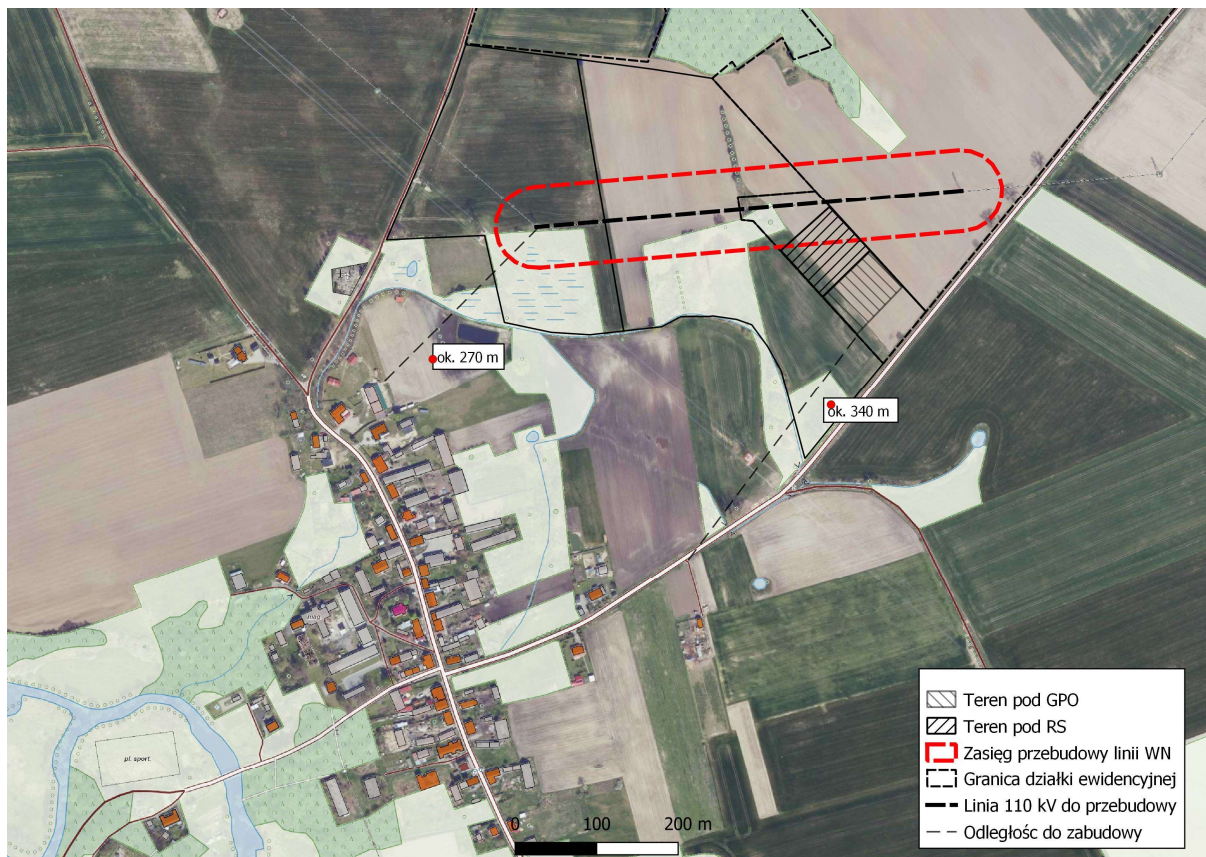 ok. 270 m
ok. 340 m
mag.
pl. sport.
Teren pod GPO
Teren pod RS
Zasięg przebudowy linii WN
Granica działki ewidencyjnej
Linia 110 kV do przebudowy
Odległośc do zabudowy
0 100 200 m